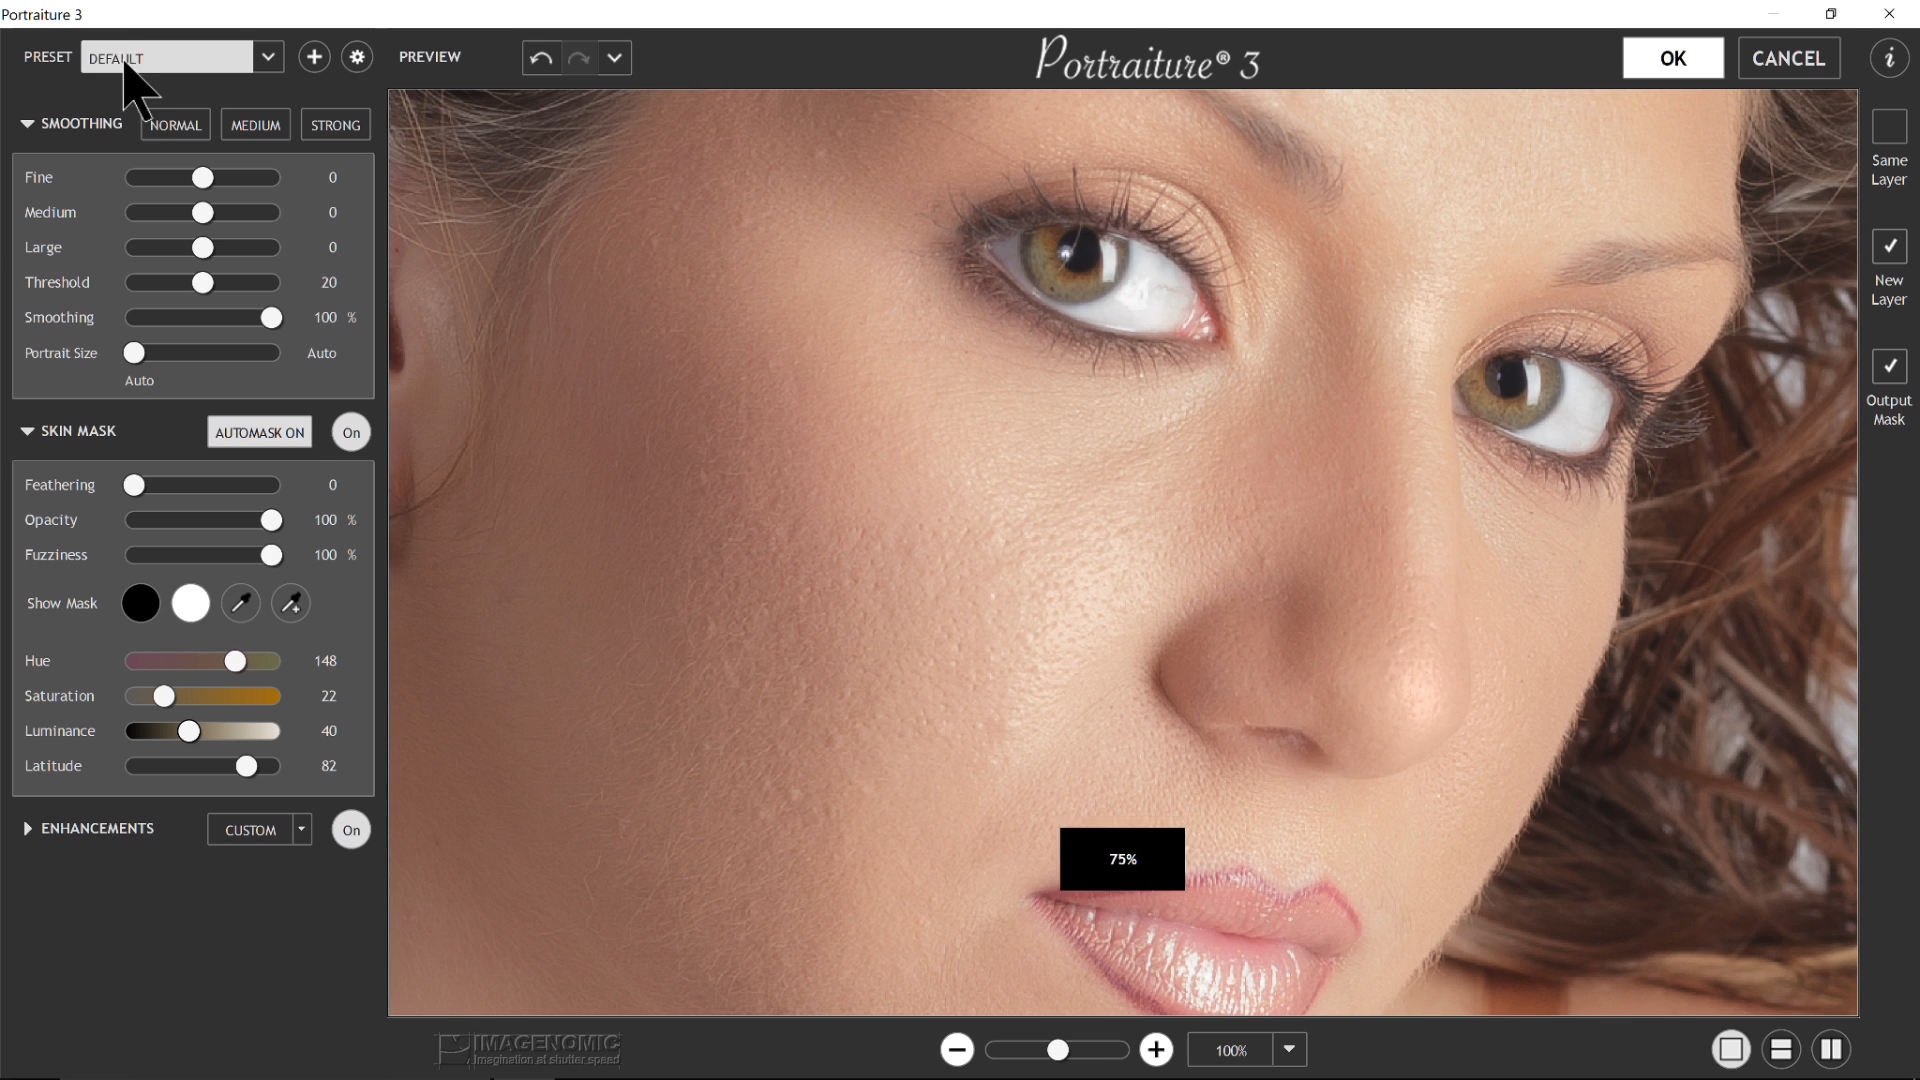 Portraiture 3
PRESET DEFAULT PREVIEW Portraiture® 3 OK CANCEL i
SMOOTHING NORMAL MEDIUM STRONG
Fine 0
Medium 0
Large 0
Threshold 20
Smoothing 100 %
Portrait Size Auto
Auto
SKIN MASK AUTOMASK ON On
Feathering 0
Opacity 100 %
Fuzziness 100 %
Show Mask
Hue 148
Saturation 22
Luminance 40
Latitude 82
ENHANCEMENTS CUSTOM On
75%
Same
Layer
New
Layer
Output
Mask
IMAGENOMIC
Imagination at shutter speed
100%